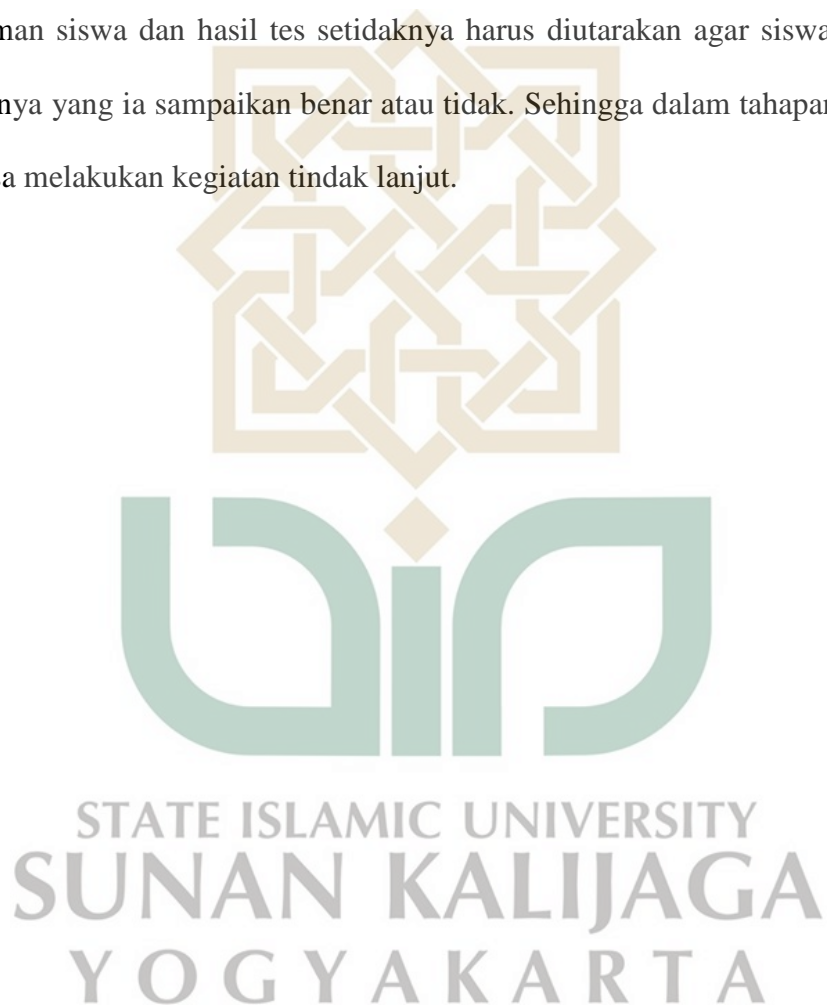 man siswa dan hasil tes setidaknya harus diutarakan agar siswa
nya yang ia sampaikan benar atau tidak. Sehingga dalam tahapan
a melakukan kegiatan tindak lanjut.
STATE ISLAMIC UNIVERSITY
SUNAN KALIJAGA
YOGYAKARTA